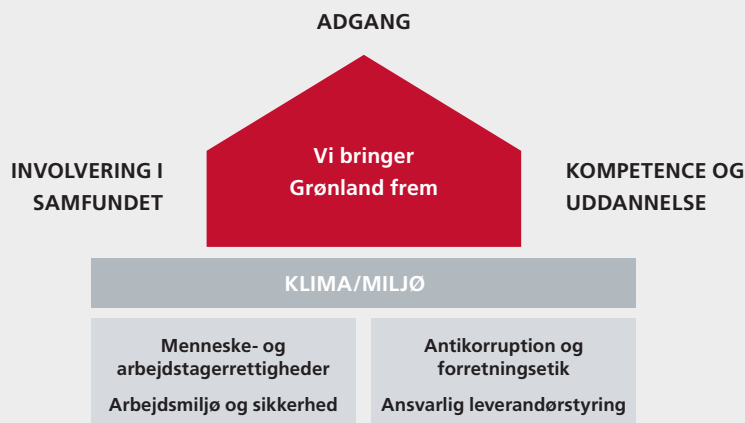 ADGANG
Vi bringer
Grønland frem
INVOLVERING I
SAMFUNDET
KOMPETENCE OG
UDDANNELSE
KLIMA/MILJØ
Menneske- og
arbejdstagerrettigheder
Arbejdsmiljø og sikkerhed
Antikorruption og
forretningsetik
Ansvarlig leverandørstyring